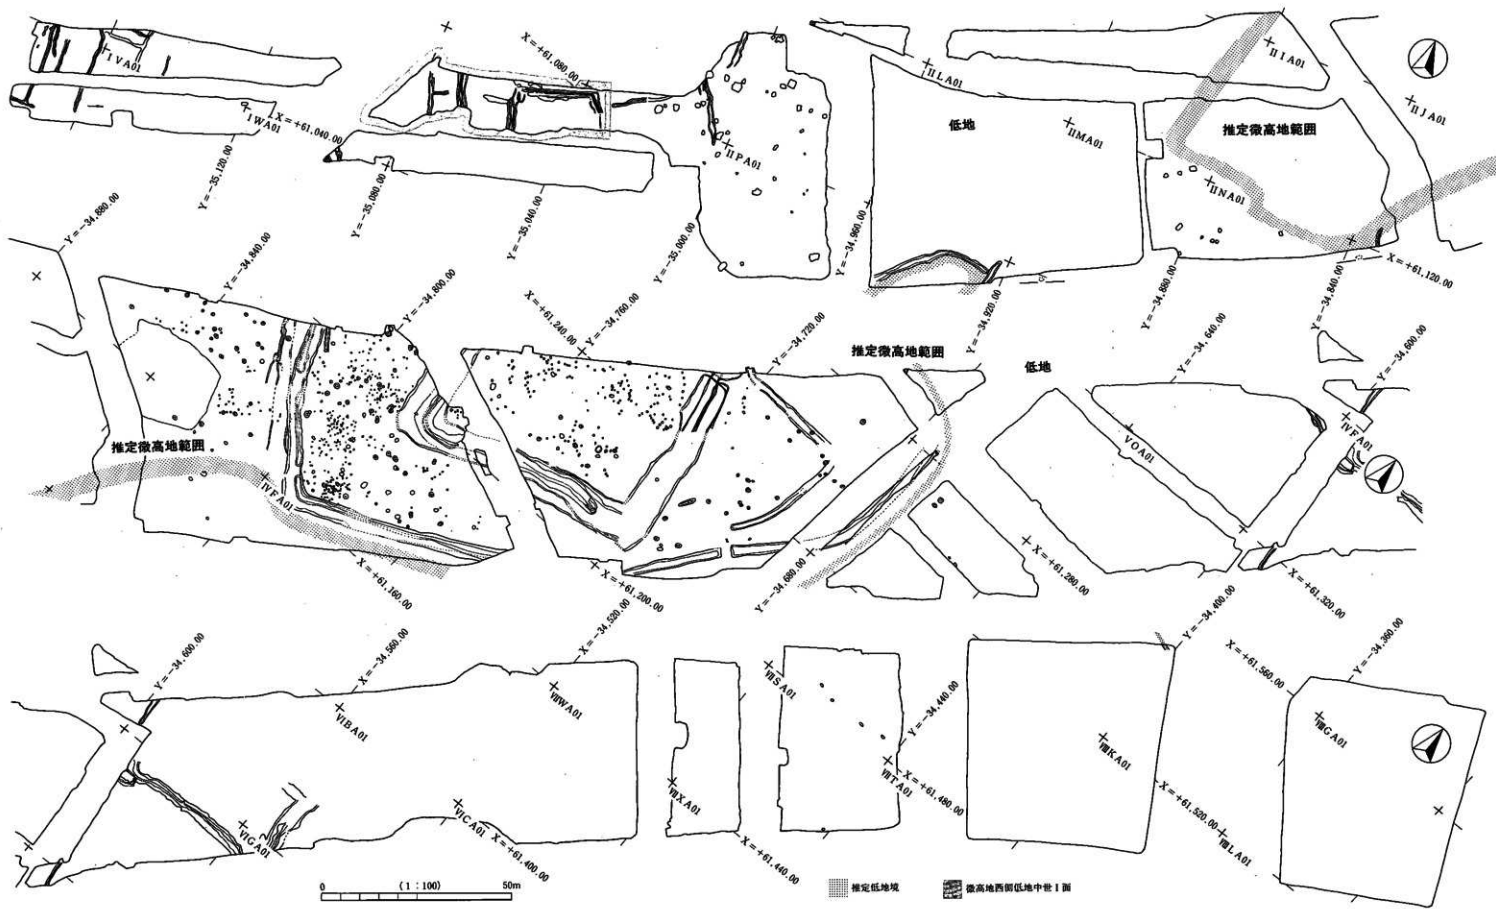 IVA01
IWA01
X=+61,040.00
Y=-35,120.00
X=+61,080.00
Y=-35,080.00
Y=-35,040.00
Y=-35,000.00
IIPA01
IILA01
低地
IIMA01
IIIA01
IIJA01
推定微高地範囲
IINA01
Y=-34,960.00
Y=-34,920.00
Y=-34,880.00
Y=-34,840.00
X=+61,120.00
Y=-34,880.00
Y=-34,840.00
Y=-34,800.00
X=+61,240.00
Y=-34,760.00
Y=-34,720.00
推定微高地範囲
低地
Y=-34,640.00
Y=-34,600.00
推定微高地範囲
IVFA01
VOA01
IVFA01
X=+61,160.00
X=+61,200.00
Y=-34,680.00
X=+61,280.00
X=+61,320.00
Y=-34,600.00
X=-34,560.00
X=-34,520.00
Y=-34,400.00
X=+61,560.00
Y=-34,360.00
VIBA01
VIIWA01
VIISA01
Y=-34,440.00
VIIIKA01
VIIIGA01
VIGA01
VICA01
X=+61,400.00
VIIXA01
X=+61,440.00
VIITA01
X=+61,480.00
X=+61,520.00
VIIILA01
0 (1:100) 50m
推定低地境
微高地西側低地中世I面